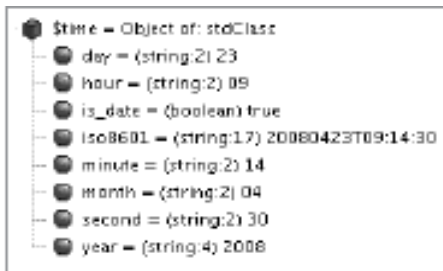 $time = Object of: stdClass
day = (string:2) 23
hour = (string:2) 09
is_date = (boolean) true
iso8601 = (string:17) 20080423T09:14:30
minute = (string:2) 14
month = (string:2) 04
second = (string:2) 30
year = (string:4) 2008